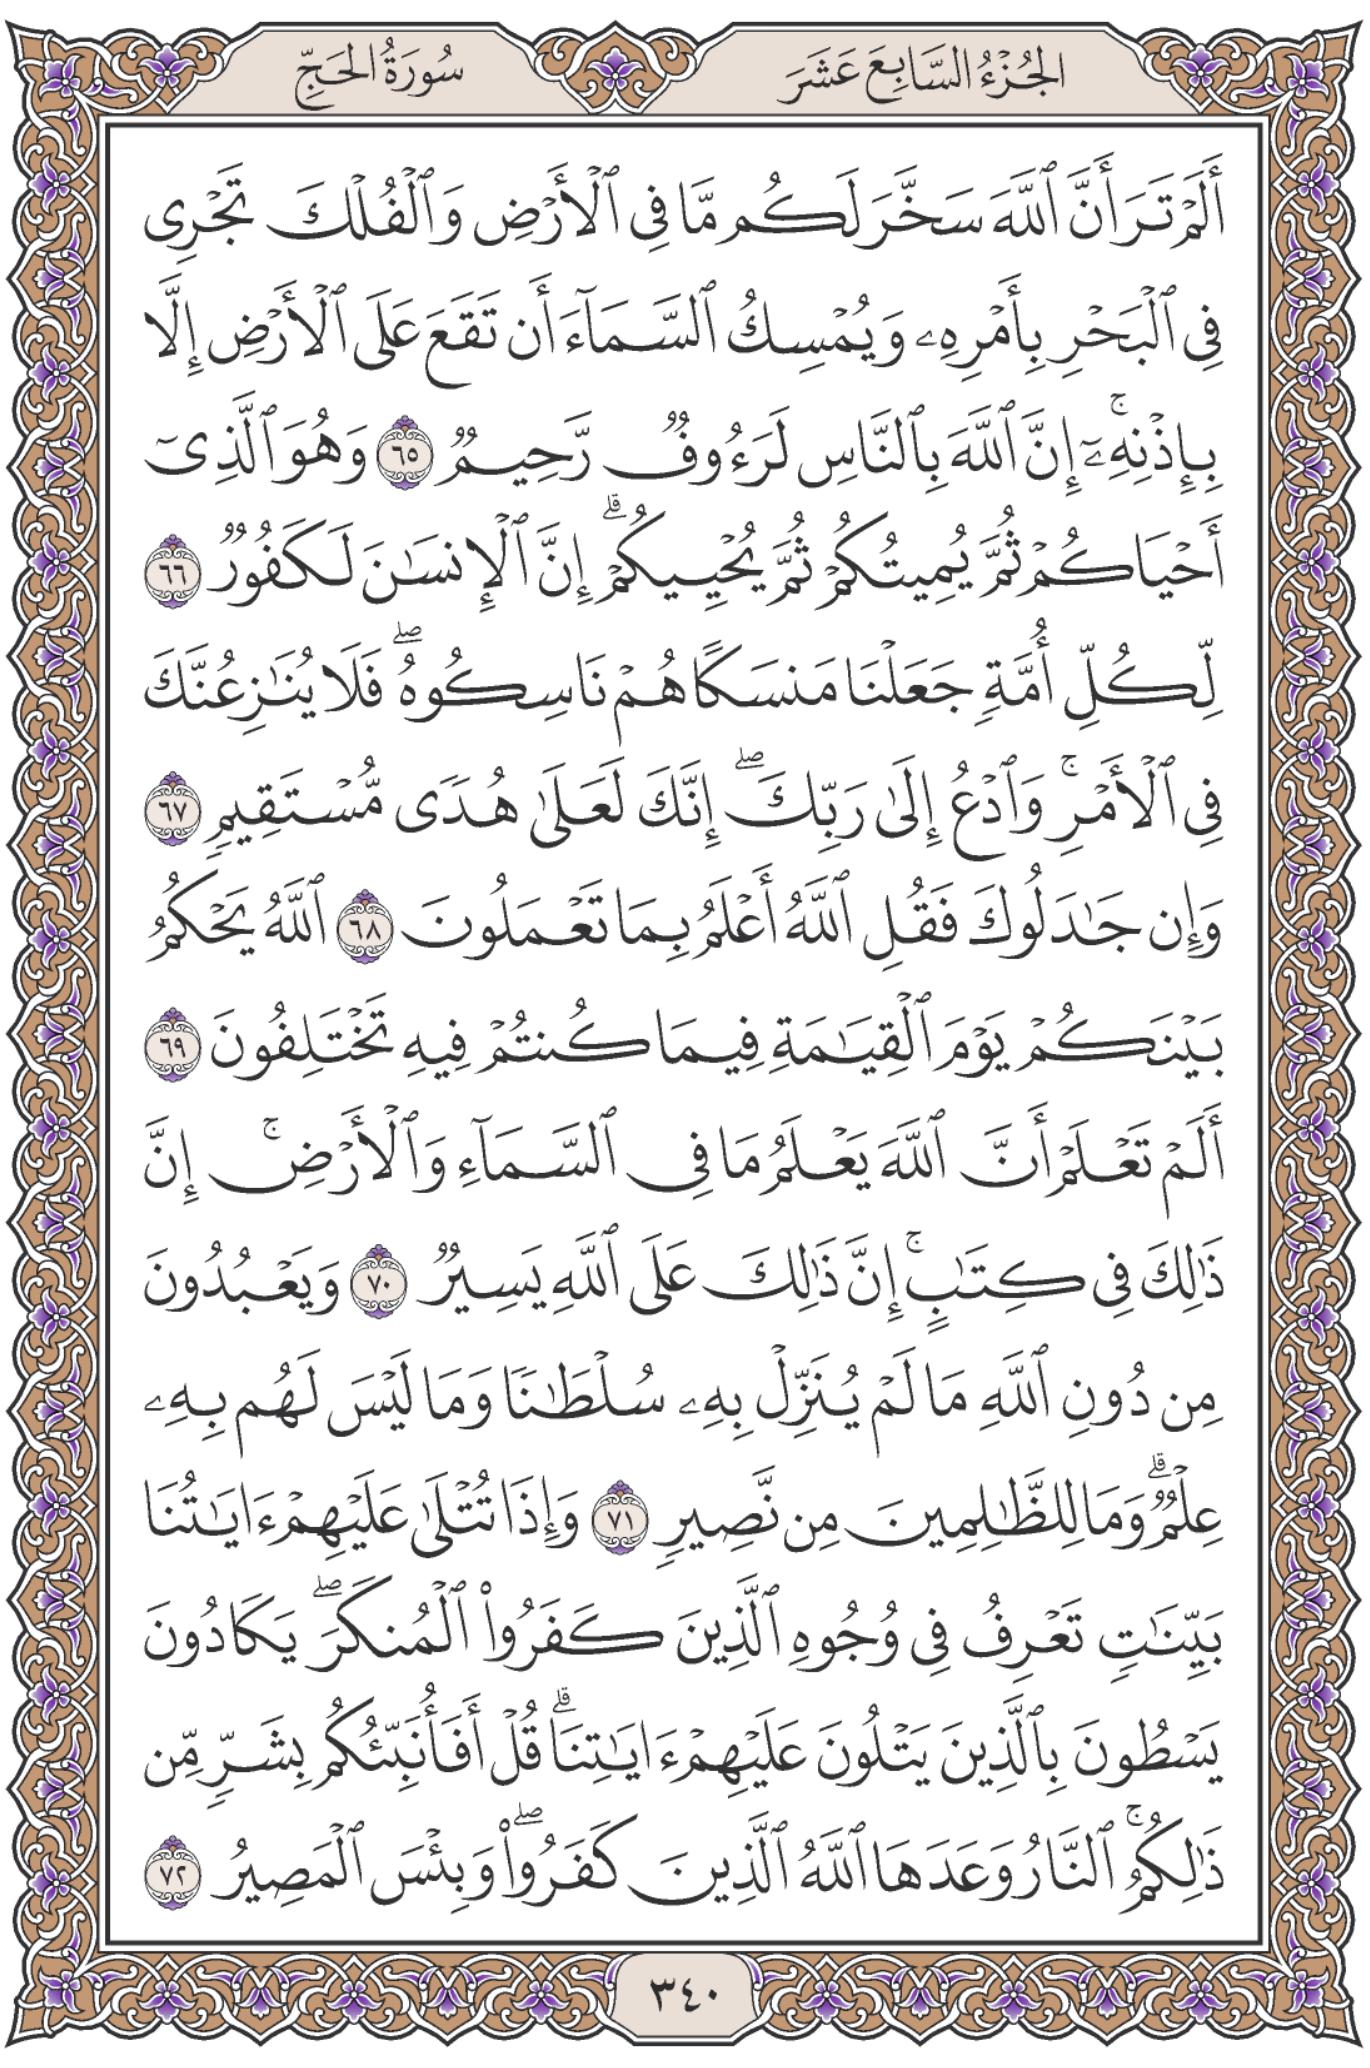 الجُزْءُ السَّابِعَ عَشَرَ
سُورَةُ الحَجِّ
أَلَمْ تَرَ أَنَّ ٱللَّهَ سَخَّرَ لَكُم مَّا فِى ٱلْأَرْضِ وَٱلْفُلْكَ تَجْرِى
فِى ٱلْبَحْرِ بِأَمْرِهِۦ وَيُمْسِكُ ٱلسَّمَآءَ أَن تَقَعَ عَلَى ٱلْأَرْضِ إِلَّا
بِإِذْنِهِۦٓ ۚ إِنَّ ٱللَّهَ بِٱلنَّاسِ لَرَءُوفٌ رَّحِيمٌ ٦٥ وَهُوَ ٱلَّذِىٓ
أَحْيَاكُمْ ثُمَّ يُمِيتُكُمْ ثُمَّ يُحْيِيكُمْ ۗ إِنَّ ٱلْإِنسَٰنَ لَكَفُورٌ ٦٦
لِّكُلِّ أُمَّةٍ جَعَلْنَا مَنسَكًا هُمْ نَاسِكُوهُ ۖ فَلَا يُنَٰزِعُنَّكَ
فِى ٱلْأَمْرِ ۚ وَٱدْعُ إِلَىٰ رَبِّكَ ۖ إِنَّكَ لَعَلَىٰ هُدًى مُّسْتَقِيمٍ ٦٧
وَإِن جَٰدَلُوكَ فَقُلِ ٱللَّهُ أَعْلَمُ بِمَا تَعْمَلُونَ ٦٨ ٱللَّهُ يَحْكُمُ
بَيْنَكُمْ يَوْمَ ٱلْقِيَٰمَةِ فِيمَا كُنتُمْ فِيهِ تَخْتَلِفُونَ ٦٩
أَلَمْ تَعْلَمْ أَنَّ ٱللَّهَ يَعْلَمُ مَا فِى ٱلسَّمَآءِ وَٱلْأَرْضِ ۚ إِنَّ
ذَٰلِكَ فِى كِتَٰبٍ ۚ إِنَّ ذَٰلِكَ عَلَى ٱللَّهِ يَسِيرٌ ٧٠ وَيَعْبُدُونَ
مِن دُونِ ٱللَّهِ مَا لَمْ يُنَزِّلْ بِهِۦ سُلْطَٰنًا وَمَا لَيْسَ لَهُم بِهِۦ
عِلْمٌ ۗ وَمَا لِلظَّٰلِمِينَ مِن نَّصِيرٍ ٧١ وَإِذَا تُتْلَىٰ عَلَيْهِمْ ءَايَٰتُنَا
بَيِّنَٰتٍ تَعْرِفُ فِى وُجُوهِ ٱلَّذِينَ كَفَرُوا۟ ٱلْمُنكَرَ ۖ يَكَادُونَ
يَسْطُونَ بِٱلَّذِينَ يَتْلُونَ عَلَيْهِمْ ءَايَٰتِنَا ۗ قُلْ أَفَأُنَبِّئُكُم بِشَرٍّ مِّن
ذَٰلِكُمُ ۚ ٱلنَّارُ وَعَدَهَا ٱللَّهُ ٱلَّذِينَ كَفَرُوا۟ ۖ وَبِئْسَ ٱلْمَصِيرُ ٧٢
٣٤٠